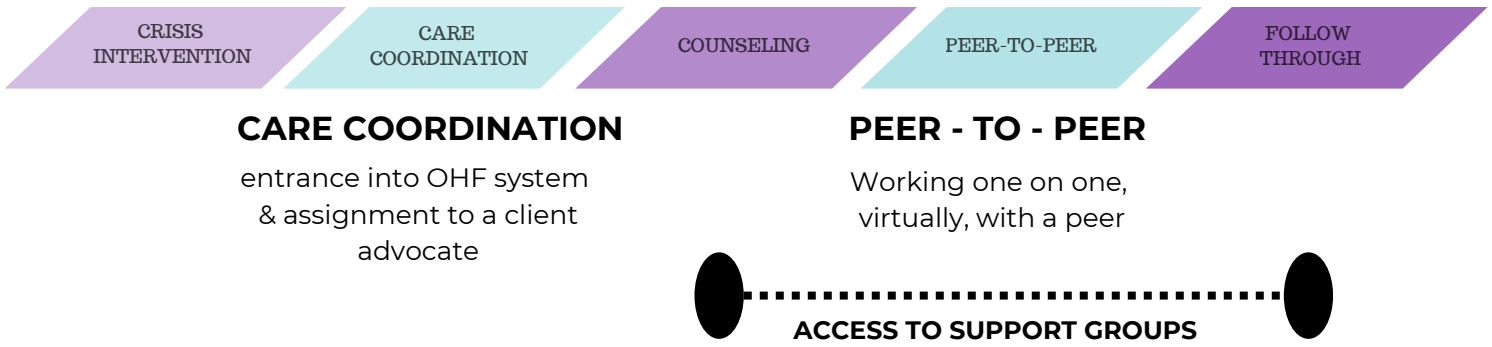 CRISIS
INTERVENTION
CARE
COORDINATION
COUNSELING
PEER-TO-PEER
FOLLOW
THROUGH
CARE COORDINATION
entrance into OHF system
& assignment to a client
advocate
PEER - TO - PEER
Working one on one,
virtually, with a peer
ACCESS TO SUPPORT GROUPS